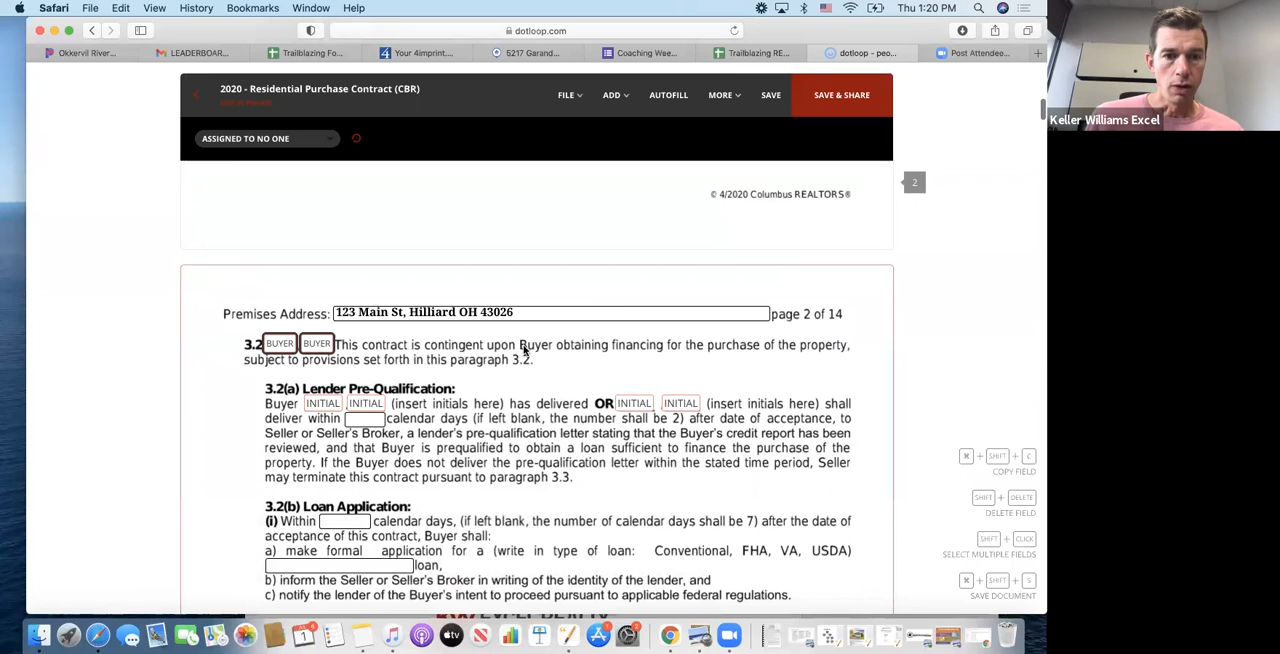 Safari File Edit View History Bookmarks Window Help Thu 1:20 PM
dotloop.com
Okkervil River... LEADERBOAR... Trailblazing Fo... Your 4imprint.... 5217 Garand... Coaching Wee... Trailblazing RE... dotloop - peo... Post Attendee...
2020 - Residential Purchase Contract (CBR)
FILE ADD AUTOFILL MORE SAVE SAVE & SHARE
ASSIGNED TO NO ONE
© 4/2020 Columbus REALTORS®
2
Premises Address: 123 Main St, Hilliard OH 43026 page 2 of 14
3.2 BUYER BUYER This contract is contingent upon Buyer obtaining financing for the purchase of the property,
subject to provisions set forth in this paragraph 3.2.
3.2(a) Lender Pre-Qualification:
Buyer INITIAL INITIAL (insert initials here) has delivered OR INITIAL INITIAL (insert initials here) shall
deliver within calendar days (if left blank, the number shall be 2) after date of acceptance, to
Seller or Seller's Broker, a lender's pre-qualification letter stating that the Buyer's credit report has been
reviewed, and that Buyer is prequalified to obtain a loan sufficient to finance the purchase of the
property. If the Buyer does not deliver the pre-qualification letter within the stated time period, Seller
may terminate this contract pursuant to paragraph 3.3.
3.2(b) Loan Application:
(i) Within calendar days, (if left blank, the number of calendar days shall be 7) after the date of
acceptance of this contract, Buyer shall:
a) make formal application for a (write in type of loan: Conventional, FHA, VA, USDA)
loan,
b) inform the Seller or Seller's Broker in writing of the identity of the lender, and
c) notify the lender of the Buyer's intent to proceed pursuant to applicable federal regulations.
⌘ + SHIFT + C
COPY FIELD
SHIFT + DELETE
DELETE FIELD
SHIFT + CLICK
SELECT MULTIPLE FIELDS
⌘ + SHIFT + S
SAVE DOCUMENT
Keller Williams Excel